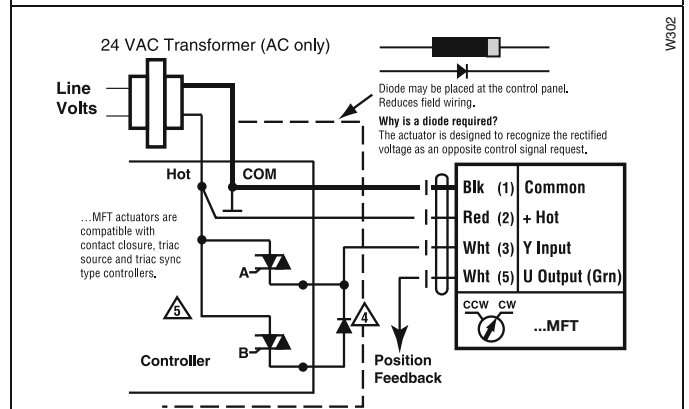 W302
24 VAC Transformer (AC only)
Line
Volts
Diode may be placed at the control panel.
Reduces field wiring.
Why is a diode required?
The actuator is designed to recognize the rectified
voltage as an opposite control signal request.
Hot
COM
Blk (1) Common
Red (2) + Hot
Wht (3) Y Input
Wht (5) U Output (Grn)
...MFT actuators are
compatible with
contact closure, triac
source and triac sync
type controllers.
A
5
4
CCW CW
...MFT
B
Controller
Position
Feedback